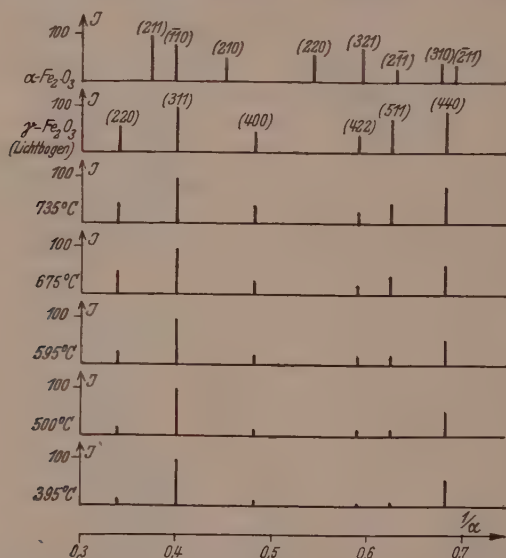 (211) (1̅10) (210) (220) (321) (21̅1) (310) (2̅11)
100 J
α-Fe₂O₃
(220) (311) (400) (422) (511) (440)
100 J
γ-Fe₂O₃
(Lichtbogen)
100 J
735°C
100 J
675°C
100 J
595°C
100 J
500°C
100 J
395°C
0,3 0,4 0,5 0,6 0,7 1/α